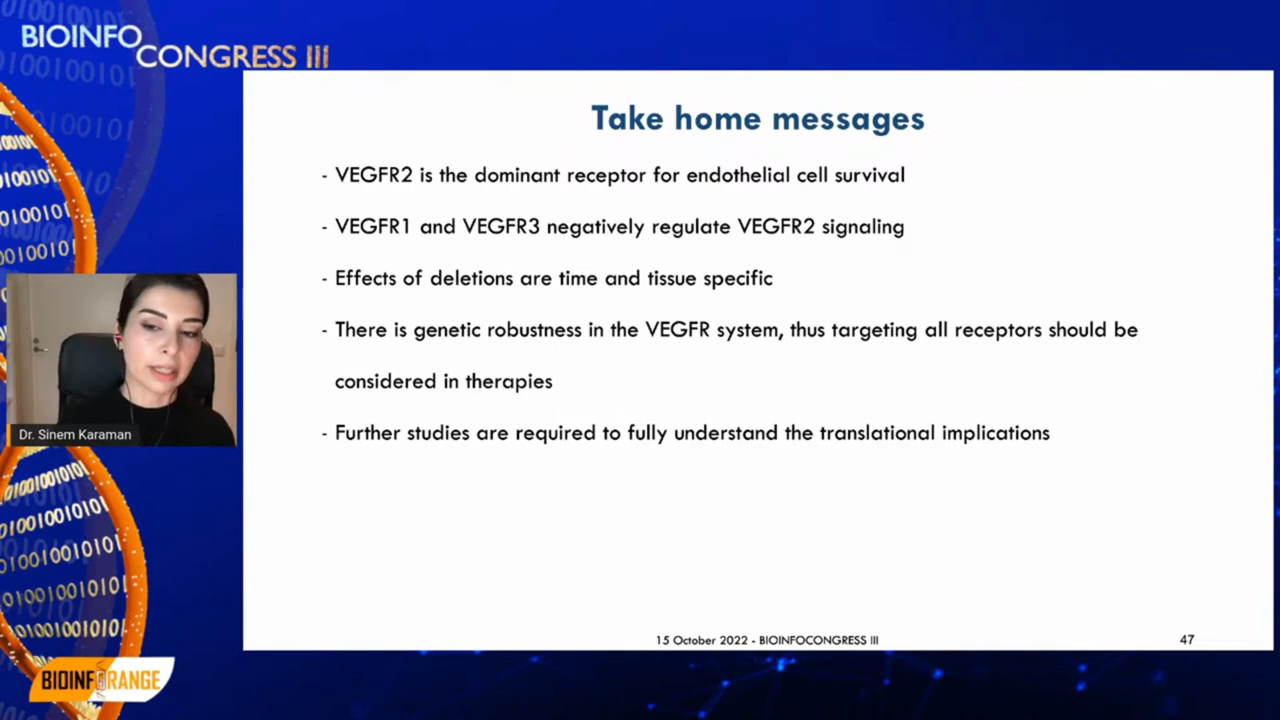 BIOINFO
CONGRESS III
Take home messages
- VEGFR2 is the dominant receptor for endothelial cell survival
- VEGFR1 and VEGFR3 negatively regulate VEGFR2 signaling
- Effects of deletions are time and tissue specific
- There is genetic robustness in the VEGFR system, thus targeting all receptors should be
considered in therapies
- Further studies are required to fully understand the translational implications
Dr. Sinem Karaman
15 October 2022 - BIOINFOCONGRESS III
47
BIOINFORANGE